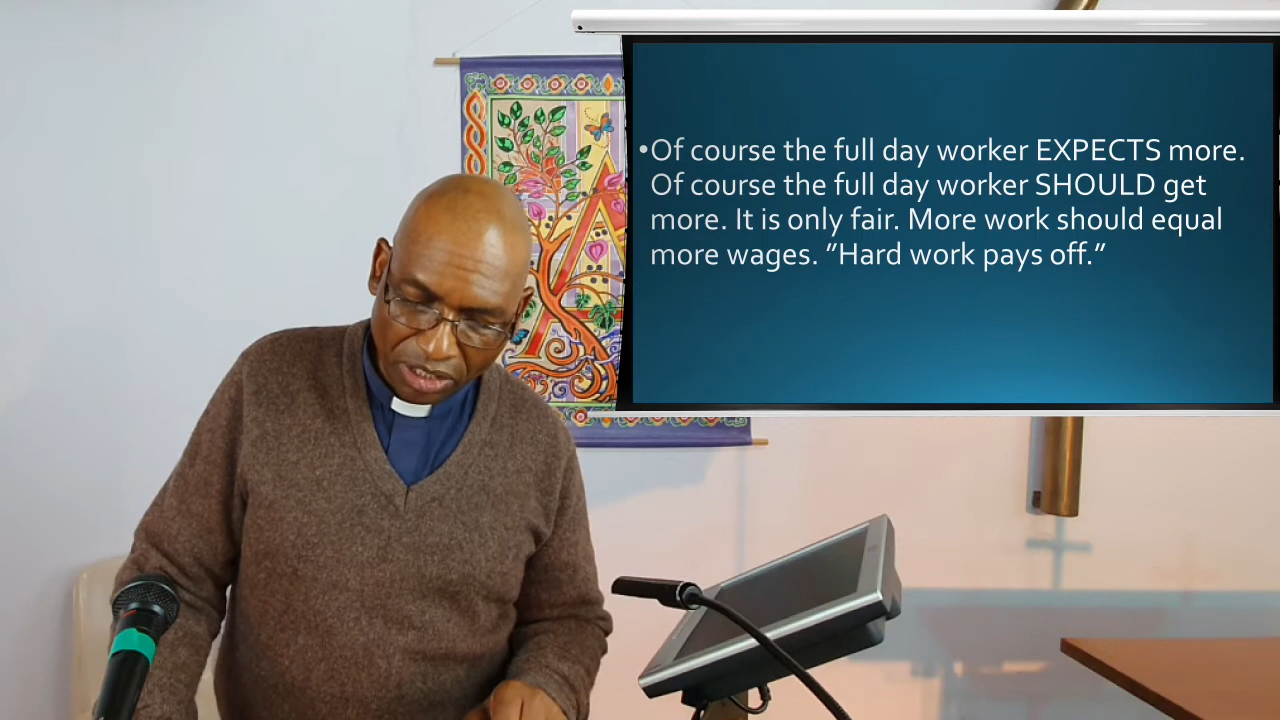 •Of course the full day worker EXPECTS more.
Of course the full day worker SHOULD get
more. It is only fair. More work should equal
more wages. ”Hard work pays off.”